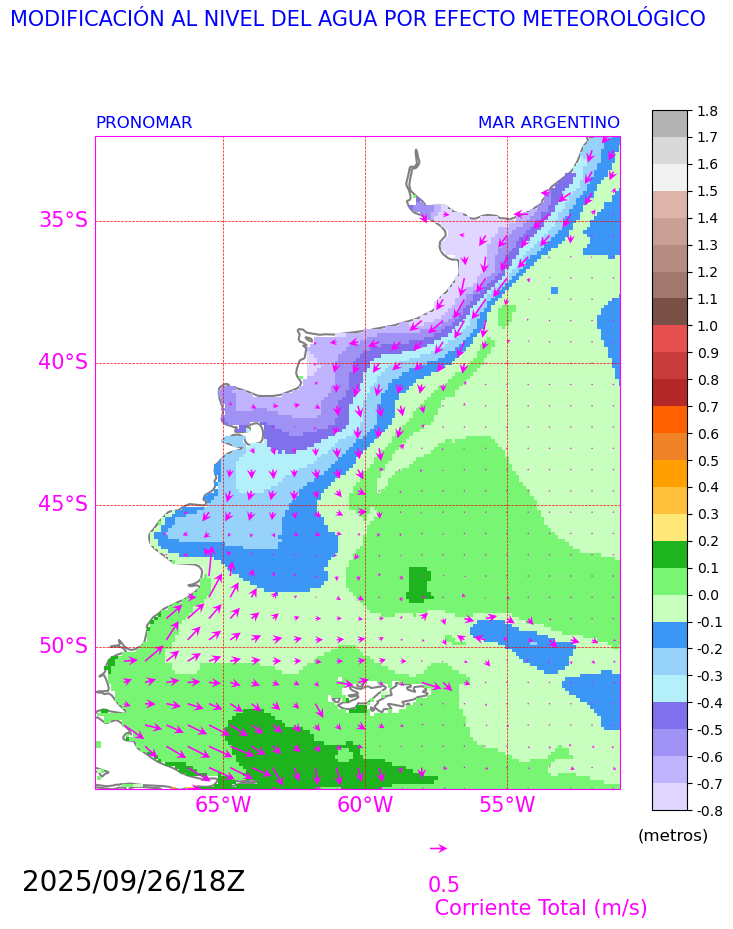 MODIFICACIÓN AL NIVEL DEL AGUA POR EFECTO METEOROLÓGICO
PRONOMAR
MAR ARGENTINO
35°S
40°S
45°S
50°S
65°W
60°W
55°W
1.8
1.7
1.6
1.5
1.4
1.3
1.2
1.1
1.0
0.9
0.8
0.7
0.6
0.5
0.4
0.3
0.2
0.1
0.0
-0.1
-0.2
-0.3
-0.4
-0.5
-0.6
-0.7
-0.8
(metros)
2025/09/26/18Z
0.5
Corriente Total (m/s)